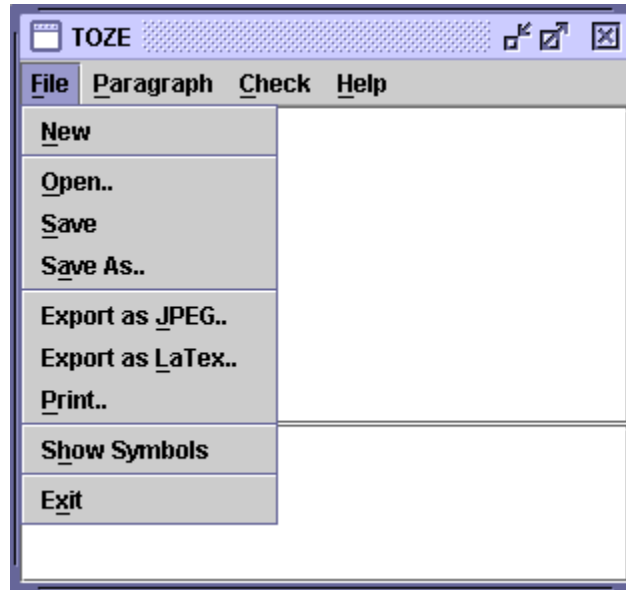 TOZE
File Paragraph Check Help
New
Open..
Save
Save As..
Export as JPEG..
Export as LaTex..
Print..
Show Symbols
Exit